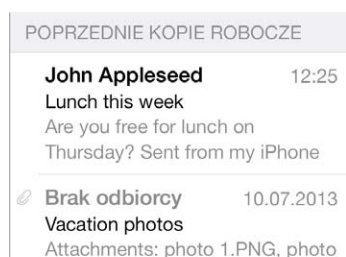 POPRZEDNIE KOPIE ROBOCZE
John Appleseed 12:25
Lunch this week
Are you free for lunch on
Thursday? Sent from my iPhone
Brak odbiorcy 10.07.2013
Vacation photos
Attachments: photo 1.PNG, photo